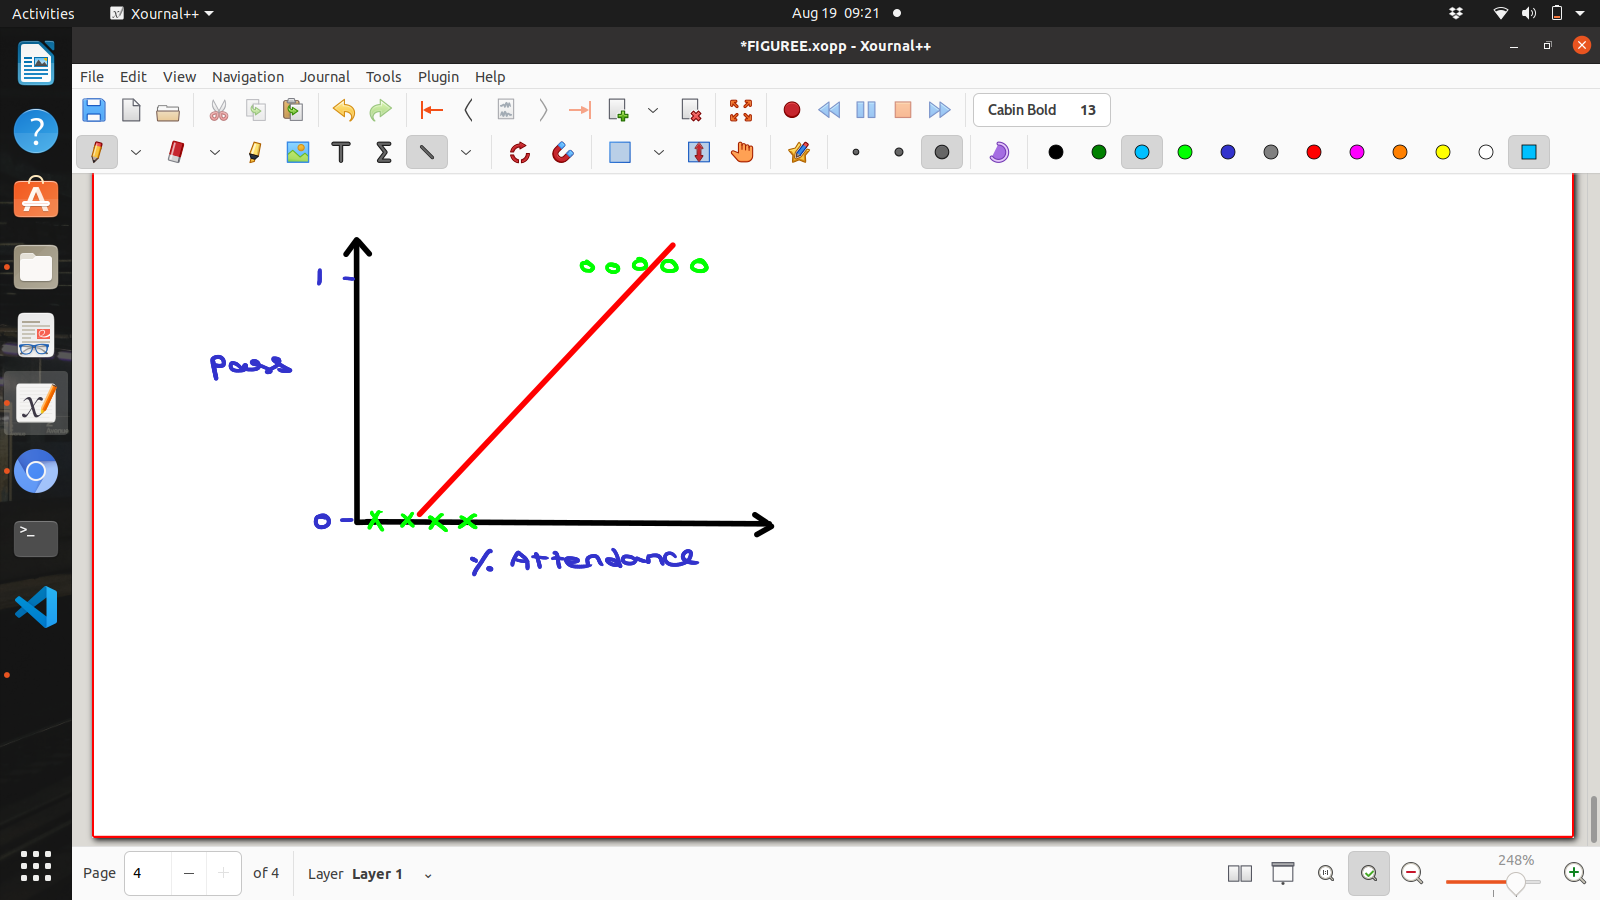 Activities Xournal++ Aug 19 09:21
*FIGUREE.xopp - Xournal++
File Edit View Navigation Journal Tools Plugin Help
Cabin Bold 13
1
Pass
0
% Attendance
Page 4 of 4 Layer Layer 1 248%